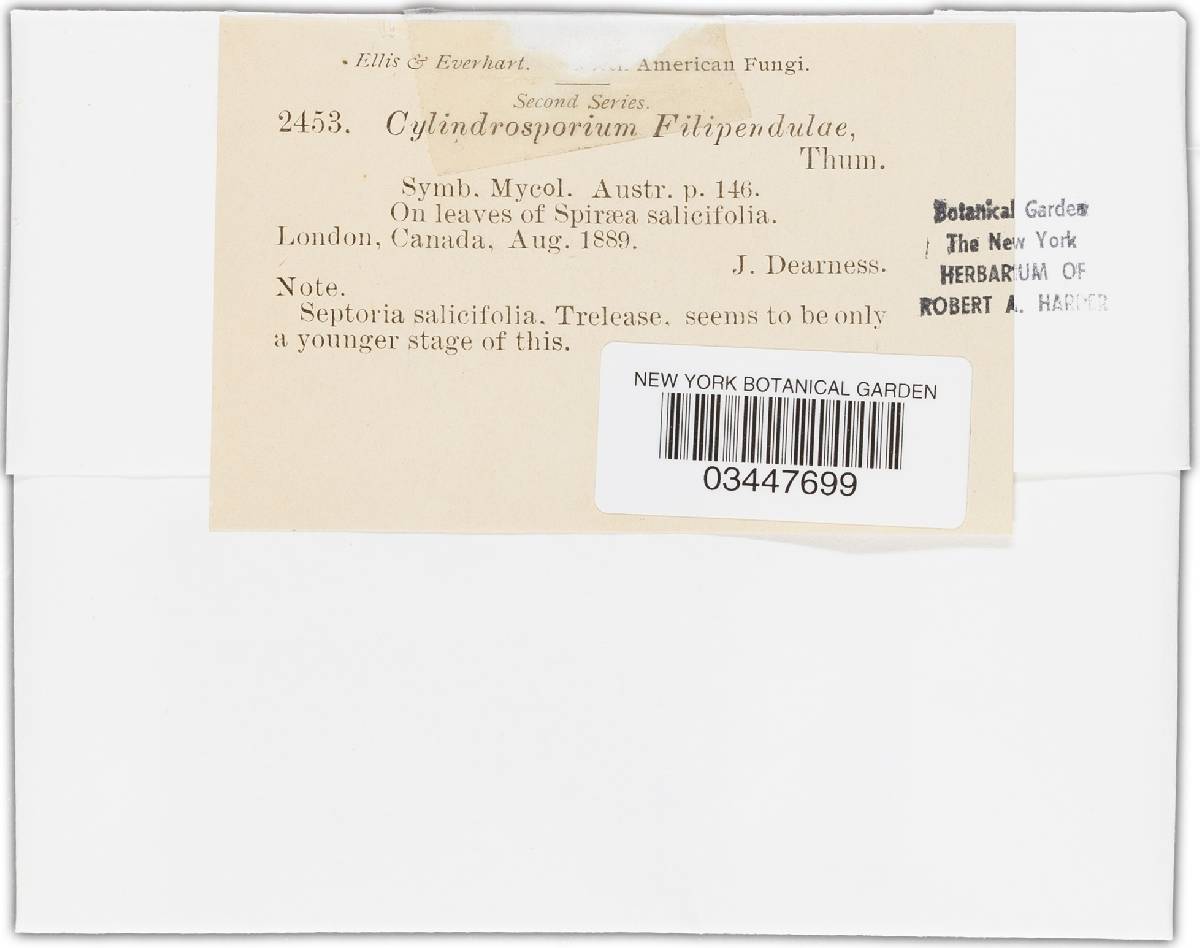 Ellis & Everhart. American Fungi.
Second Series.
2453. Cylindrosporium Filipendulae,
Thum.
Symb. Mycol. Austr. p. 146.
On leaves of Spiræa salicifolia.
London, Canada, Aug. 1889.
J. Dearness.
Note.
Septoria salicifolia, Trelease, seems to be only
a younger stage of this.
Botanical Garden
The New York
HERBARIUM OF
ROBERT A. HARPER
NEW YORK BOTANICAL GARDEN
03447699